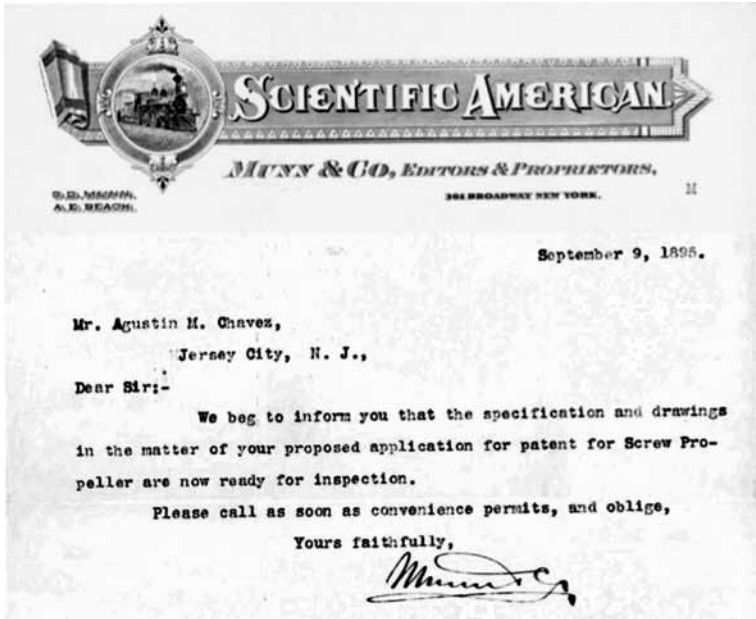 SCIENTIFIC AMERICAN.
MUNN & CO, EDITORS & PROPRIETORS,
O. D. MUNN.
A. E. BEACH.
361 BROADWAY NEW YORK.
M
September 9, 1895.
Mr. Agustin M. Chavez,
Jersey City, N. J.,
Dear Sir:-
We beg to inform you that the specification and drawings
in the matter of your proposed application for patent for Screw Pro-
peller are now ready for inspection.
Please call as soon as convenience permits, and oblige,
Yours faithfully,
Munn & Co.